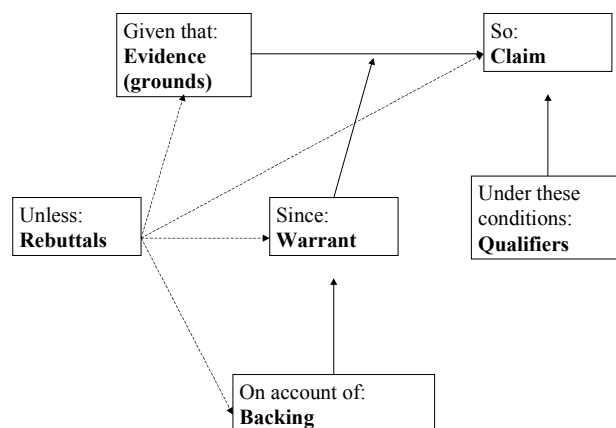 Given that:
Evidence
(grounds)
So:
Claim
Unless:
Rebuttals
Since:
Warrant
Under these
conditions:
Qualifiers
On account of:
Backing